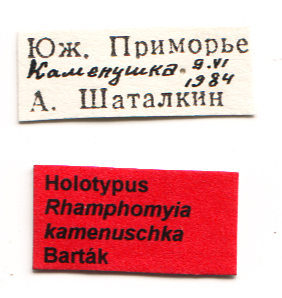 Юж. Приморье
Каменушка. 9.VI
1984
А. Шаталкин
Holotypus
Rhamphomyia
kamenuschka
Barták